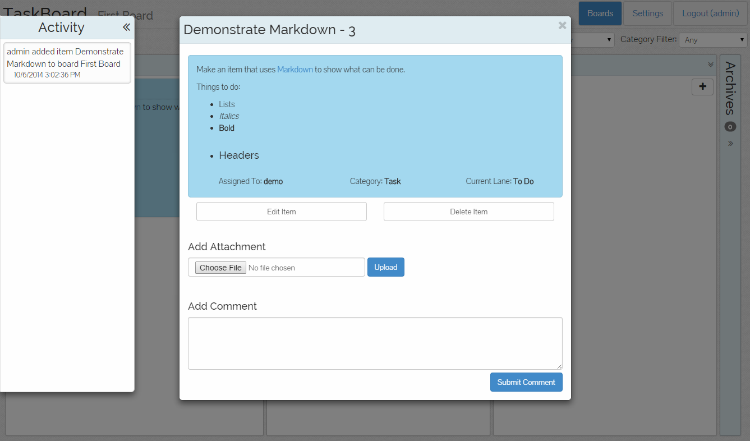 TaskBoard First Board
Boards
Settings
Logout (admin)
Category Filter:
Any
Activity
«
admin added item Demonstrate
Markdown to board First Board
10/6/2014 3:02:36 PM
to show w
Demonstrate Markdown - 3
×
Make an item that uses Markdown to show what can be done.
Things to do:
• Lists
• Italics
• Bold
• Headers
Assigned To: demo
Category: Task
Current Lane: To Do
Edit Item
Delete Item
Add Attachment
Choose File No file chosen
Upload
Add Comment
Submit Comment
+
Archives
0
»